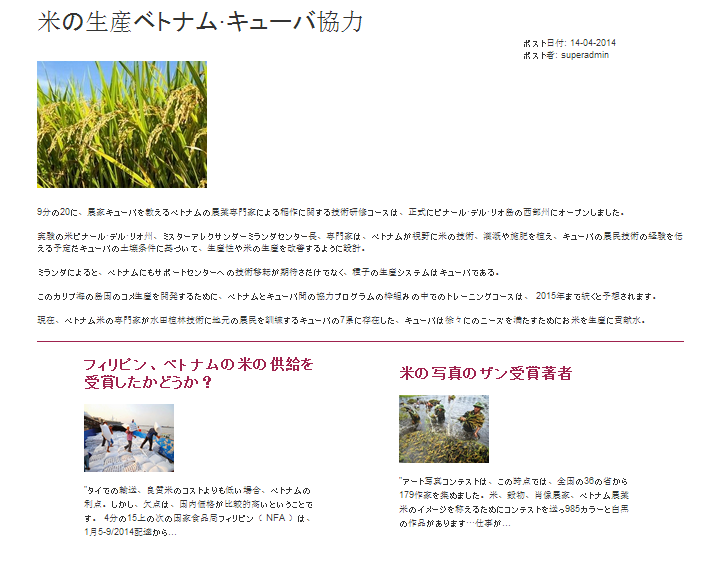 米の生産ベトナム·キューバ協力
ポスト日付: 14-04-2014
ポスト者: superadmin
9分の20に、農家キューバを教えるベトナムの農業専門家による稲作に関する技術研修コースは、正式にピナール·デル·リオ島の西部州にオープンしました。
実験の米ピナール·デル·リオ州、ミスターアレクサンダーミランダセンター長、専門家は、ベトナムが視野に米の技術、灌漑や施肥を植え、キューバの農民技術の経験を伝
える予定だキューバの土壌条件に基づいて、生産性や米の生産を改善するように設計。
ミランダによると、ベトナムにもサポートセンターへの技術移転が期待さだけでなく、種子の生産システムはキューバである。
このカリブ海の島国のコメ生産を開発するために、ベトナムとキューバ間の協力プログラムの枠組みの中でのトレーニングコースは、 2015年まで続くと予想されます。
現在、ベトナム米の専門家が水田植林技術に地元の農民を訓練するキューバの7県に存在した、キューバは徐々にのニーズを満たすためにお米を生産に貢献水。
フィリピン、ベトナムの米の供給を
受賞したかどうか？
"タイでの輸送、良質米のコストよりも低い場合、ベトナムの
利点。しかし、欠点は、国内価格が比較的高いということで
す。 4分の15上の次の国家食品局フィリピン（ NFA ）は、
1月5-9/2014配達から...
米の写真のザン受賞著者
"アート写真コンテストは、この時点では、全国の36の省から
179作家を集めました。米、穀物、肖像農家、ベトナム農業
米のイメージを称えるためにコンテストを送っ985カラーと白黒
の作品があります…仕事が...